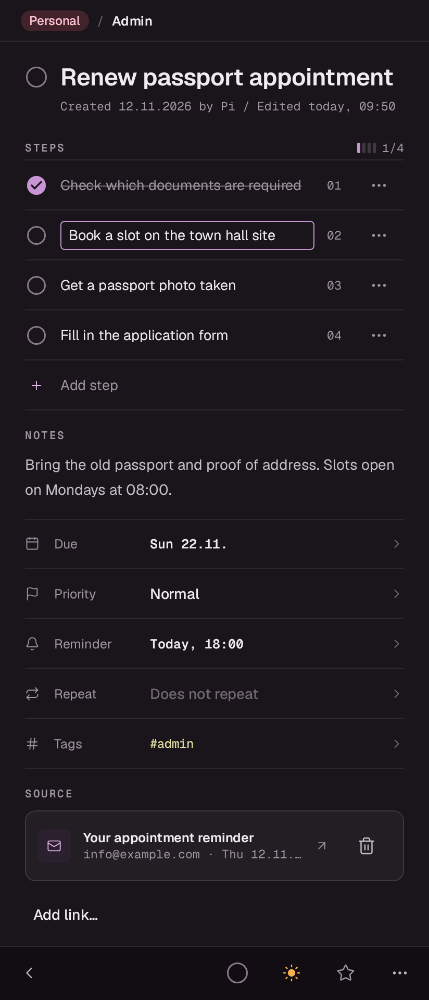 Personal / Admin
Renew passport appointment
Created 12.11.2026 by Pi / Edited today, 09:50
STEPS 1/4
Check which documents are required 01
Book a slot on the town hall site 02
Get a passport photo taken 03
Fill in the application form 04
Add step
NOTES
Bring the old passport and proof of address. Slots open
on Mondays at 08:00.
Due Sun 22.11.
Priority Normal
Reminder Today, 18:00
Repeat Does not repeat
Tags #admin
SOURCE
Your appointment reminder
info@example.com · Thu 12.11.…
Add link…